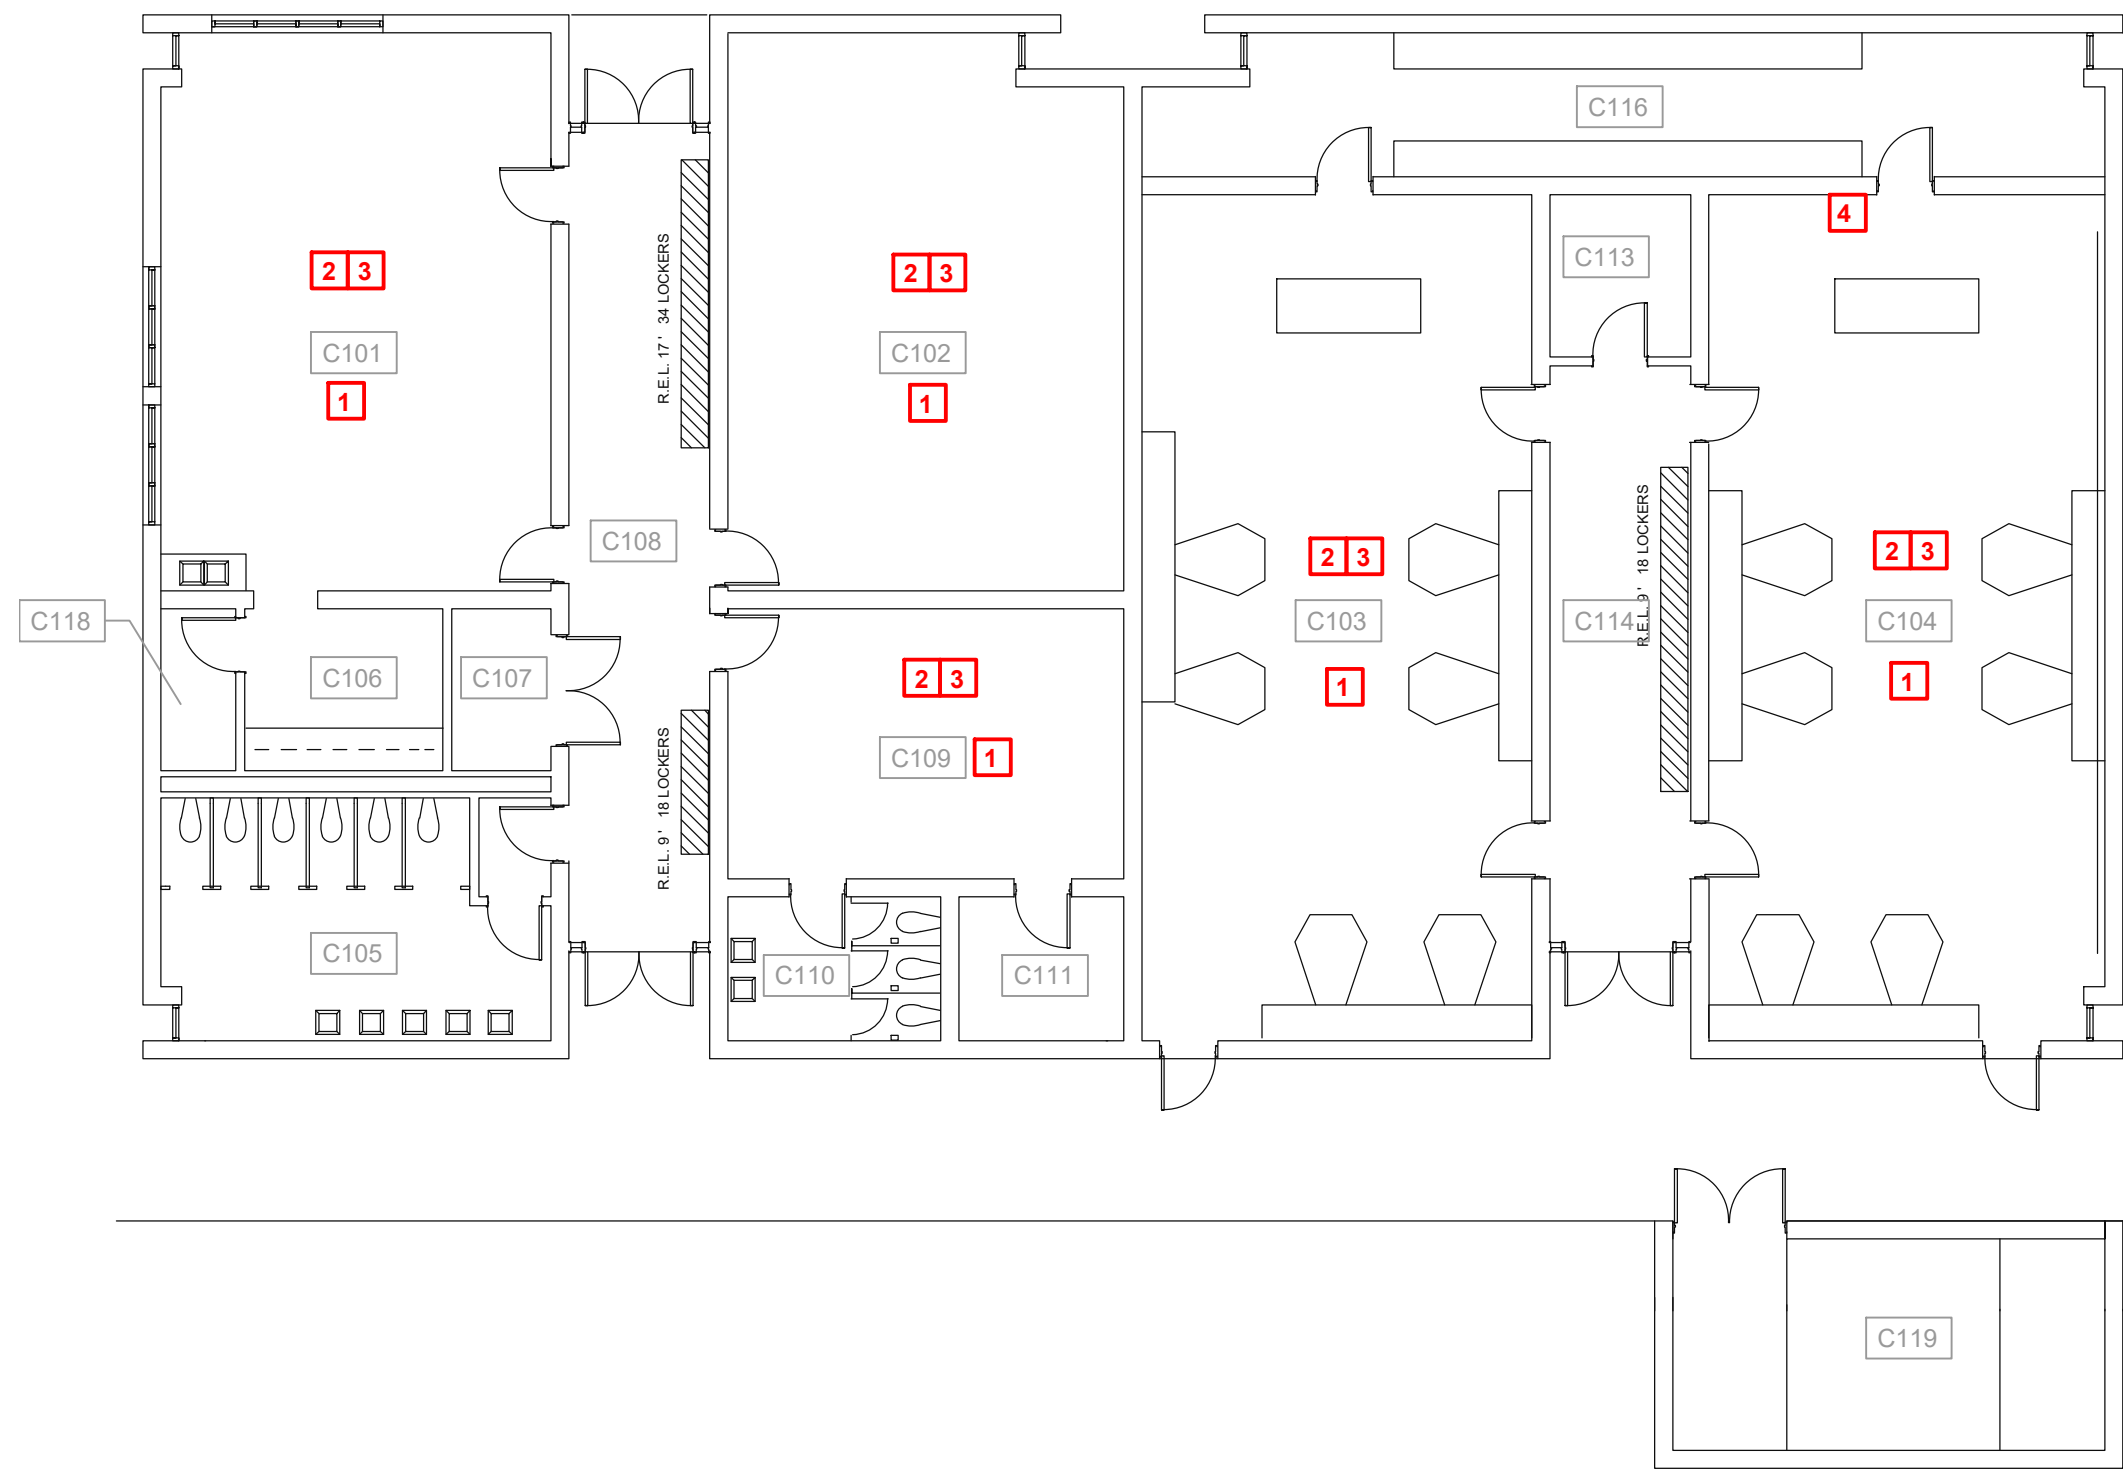 C116
4
C113
2 3
2 3
R.E.L. 17' 34 LOCKERS
C101
C102
1
1
C108
R.E.L. 9' 18 LOCKERS
2 3
2 3
C118
C103
C114
C104
C106
C107
2 3
1
1
C109
1
R.E.L. 9' 18 LOCKERS
C105
C110
C111
C119